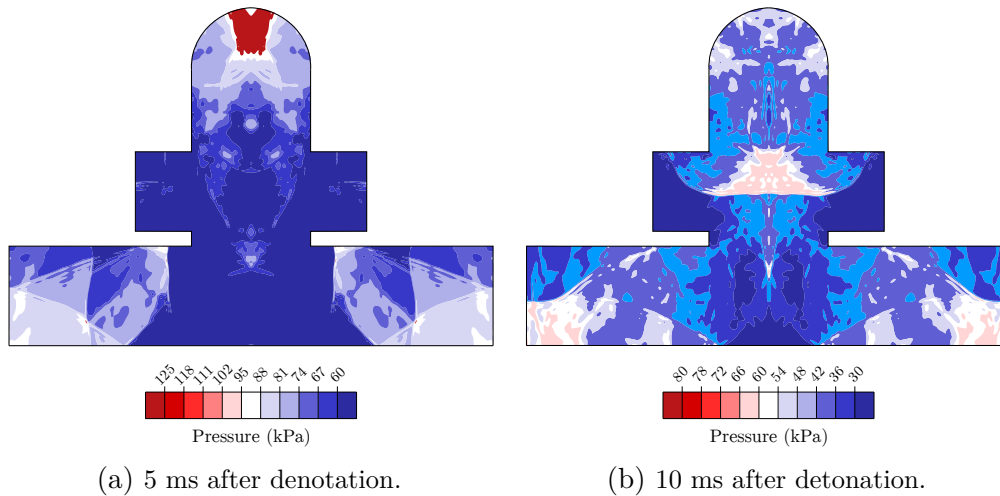 125 118 111 102 95 88 81 74 67 60
Pressure (kPa)
(a) 5 ms after denotation.
80 78 72 66 60 54 48 42 36 30
Pressure (kPa)
(b) 10 ms after detonation.